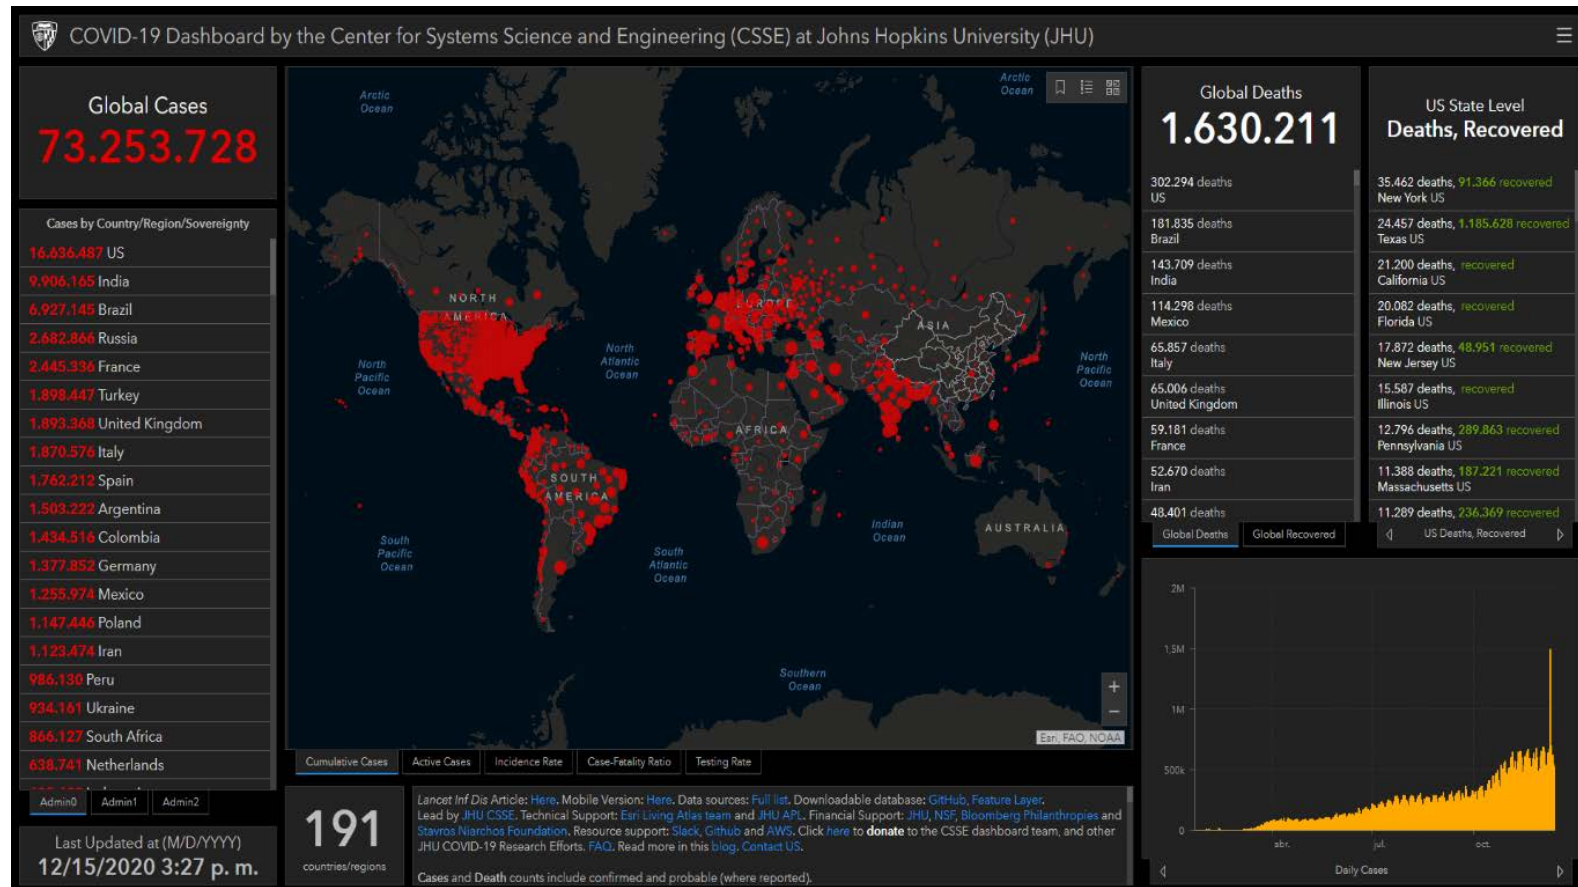 COVID-19 Dashboard by the Center for Systems Science and Engineering (CSSE) at Johns Hopkins University (JHU)
Global Cases
73.253.728
Cases by Country/Region/Sovereignty
16.636.487 US
9.906.165 India
6.927.145 Brazil
2.682.866 Russia
2.445.336 France
1.898.447 Turkey
1.893.368 United Kingdom
1.870.576 Italy
1.762.212 Spain
1.503.222 Argentina
1.434.516 Colombia
1.377.852 Germany
1.255.974 Mexico
1.147.446 Poland
1.123.474 Iran
986.130 Peru
934.161 Ukraine
866.127 South Africa
638.741 Netherlands
Admin0
Admin1
Admin2
Last Updated at (M/D/YYYY)
12/15/2020 3:27 p. m.
Arctic
Ocean
Arctic
Ocean
NORTH
AMERICA
EUROPE
ASIA
North
Pacific
Ocean
North
Atlantic
Ocean
North
Pacific
Ocean
AFRICA
SOUTH
AMERICA
Indian
Ocean
AUSTRALIA
South
Pacific
Ocean
South
Atlantic
Ocean
Southern
Ocean
+
−
Esri, FAO, NOAA
Cumulative Cases
Active Cases
Incidence Rate
Case-Fatality Ratio
Testing Rate
191
countries/regions
Lancet Inf Dis Article: Here. Mobile Version: Here. Data sources: Full list. Downloadable database: GitHub, Feature Layer.
Lead by JHU CSSE. Technical Support: Esri Living Atlas team and JHU APL. Financial Support: JHU, NSF, Bloomberg Philanthropies and
Stavros Niarchos Foundation. Resource support: Slack, Github and AWS. Click here to donate to the CSSE dashboard team, and other
JHU COVID-19 Research Efforts. FAQ. Read more in this blog. Contact US.
Cases and Death counts include confirmed and probable (where reported).
Global Deaths
1.630.211
302.294 deaths
US
181.835 deaths
Brazil
143.709 deaths
India
114.298 deaths
Mexico
65.857 deaths
Italy
65.006 deaths
United Kingdom
59.181 deaths
France
52.670 deaths
Iran
48.401 deaths
Global Deaths
Global Recovered
US State Level
Deaths, Recovered
35.462 deaths, 91.366 recovered
New York US
24.457 deaths, 1.185.628 recovered
Texas US
21.200 deaths, recovered
California US
20.082 deaths, recovered
Florida US
17.872 deaths, 48.951 recovered
New Jersey US
15.587 deaths, recovered
Illinois US
12.796 deaths, 289.863 recovered
Pennsylvania US
11.388 deaths, 187.221 recovered
Massachusetts US
11.289 deaths, 236.369 recovered
US Deaths, Recovered
2M
1,5M
1M
500k
0
abr.
jul.
oct.
Daily Cases